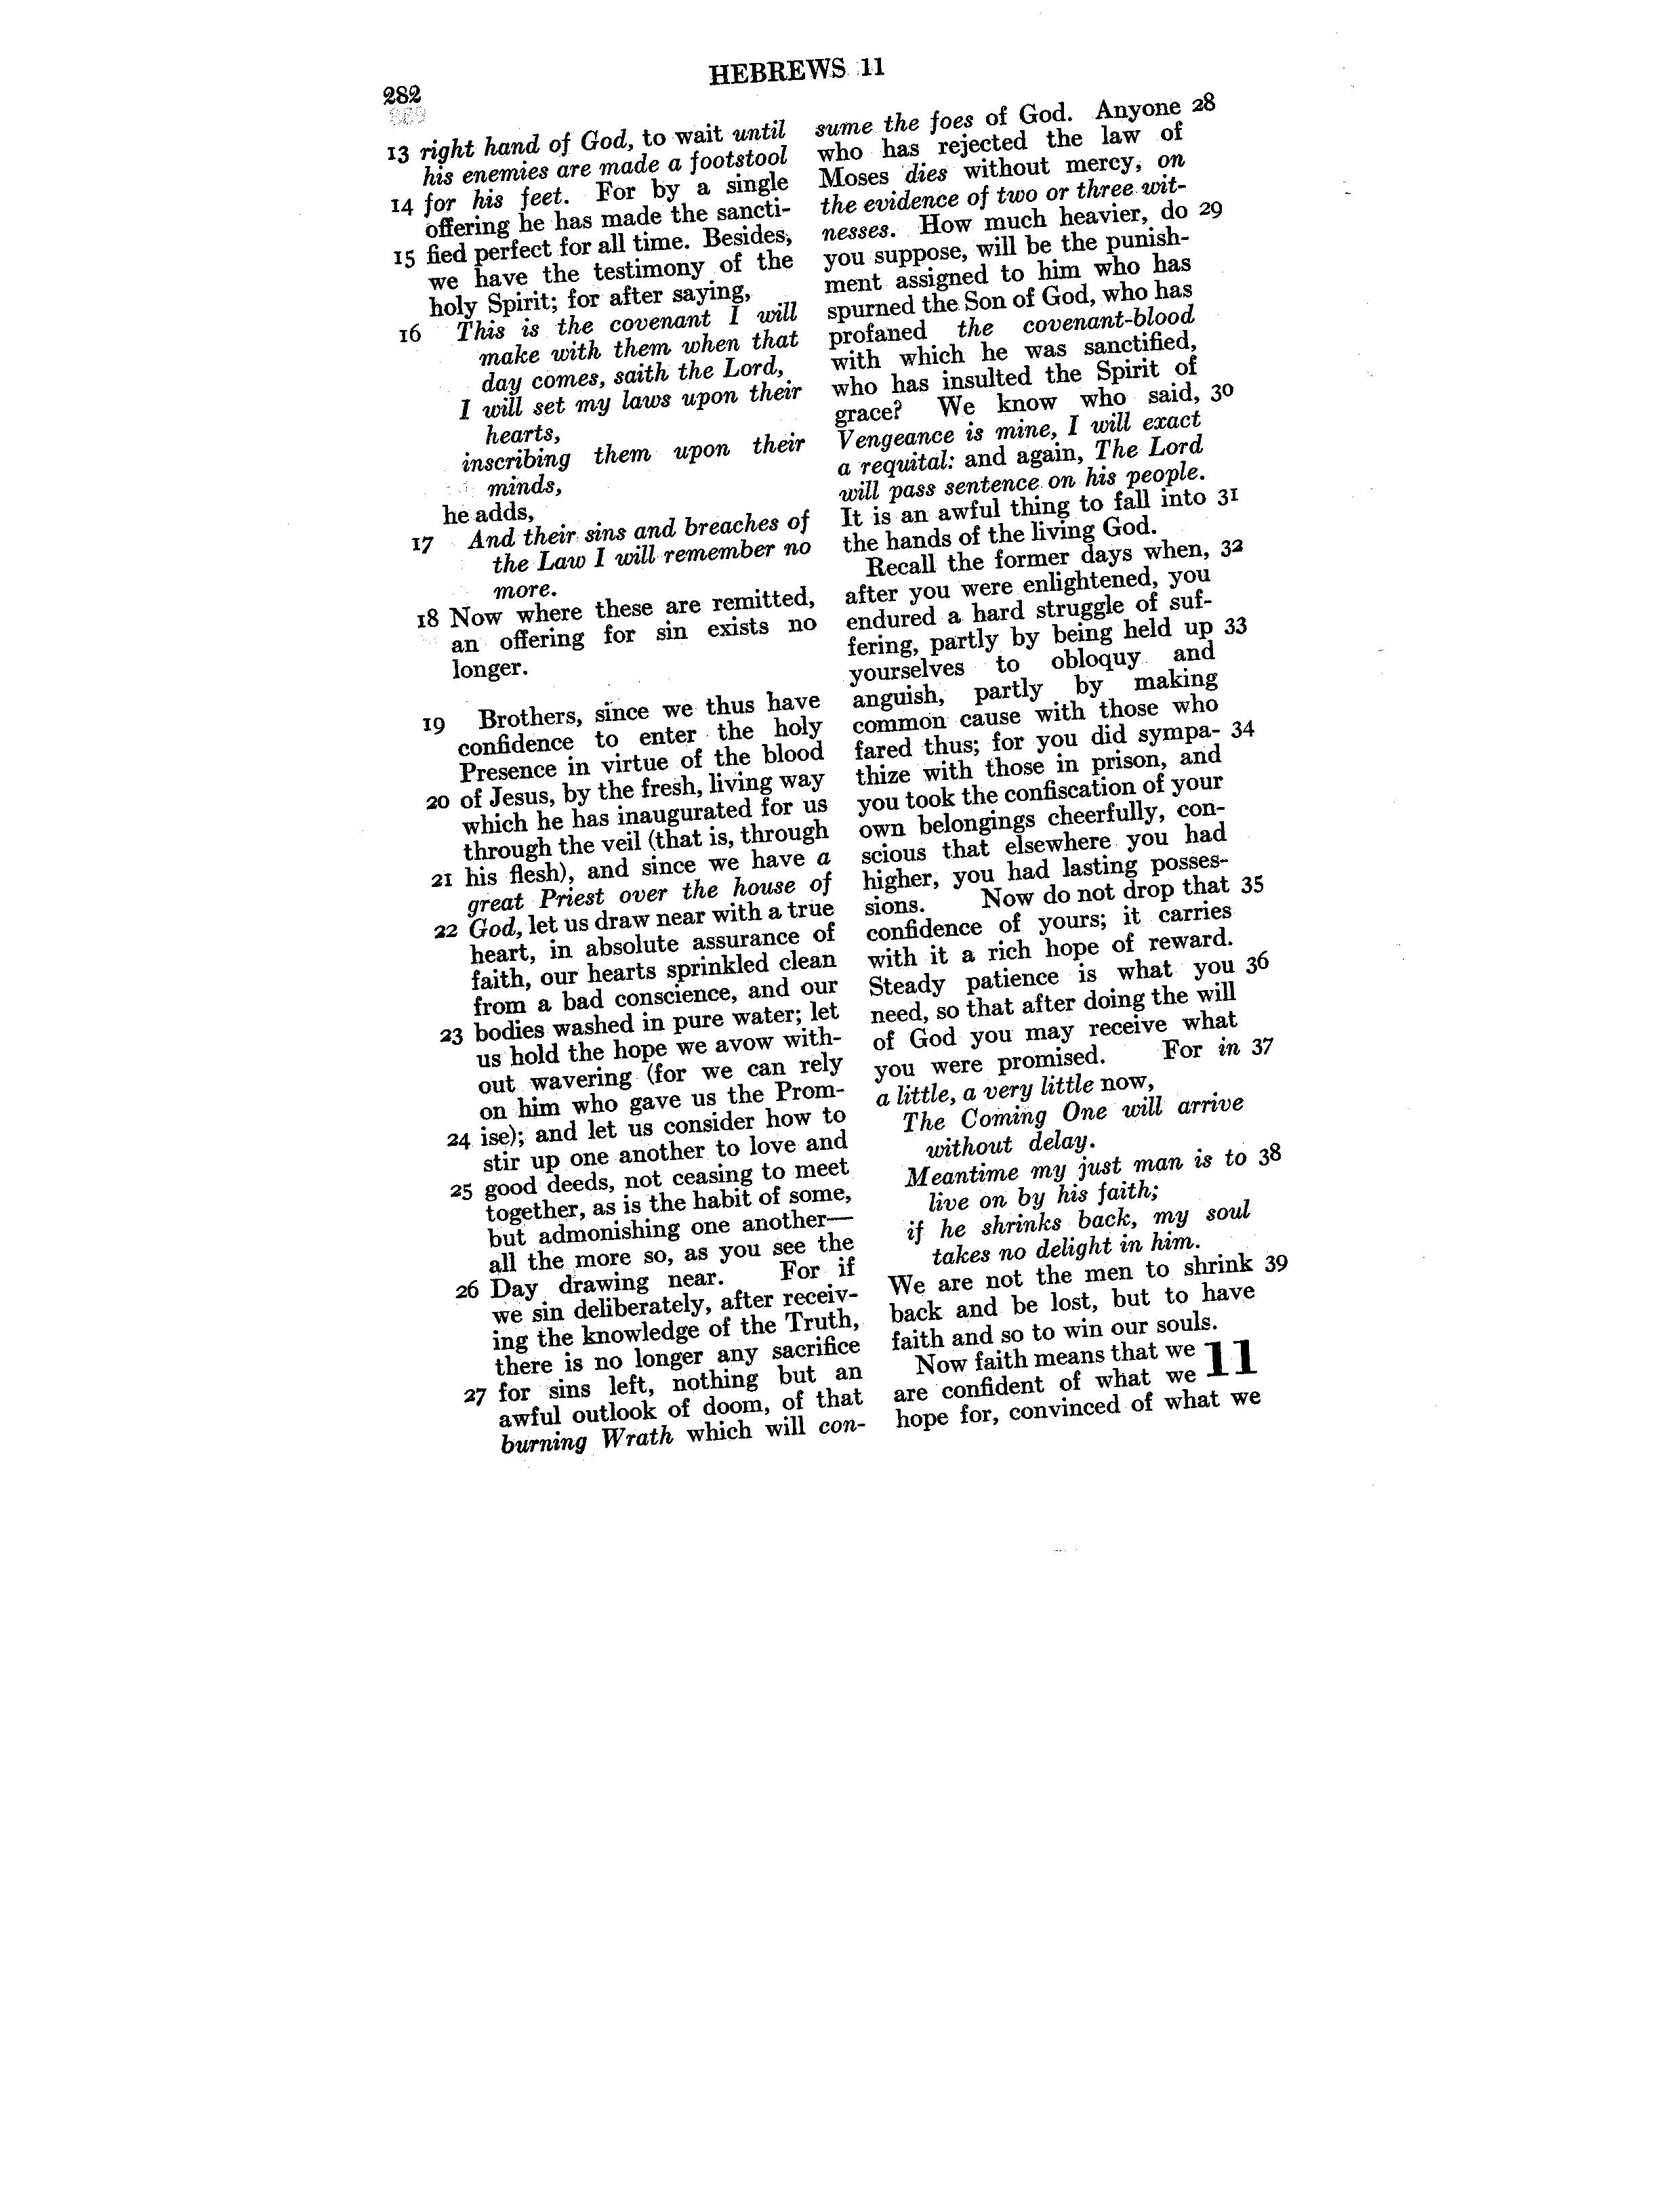 282
HEBREWS 11
13 right hand of God, to wait until
his enemies are made a footstool
14 for his feet. For by a single
offering he has made the sancti-
15 fied perfect for all time. Besides,
we have the testimony of the
holy Spirit; for after saying,
16 This is the covenant I will
make with them when that
day comes, saith the Lord,
I will set my laws upon their
hearts,
inscribing them upon their
minds,
he adds,
17 And their sins and breaches of
the Law I will remember no
more.
18 Now where these are remitted,
an offering for sin exists no
longer.
19 Brothers, since we thus have
confidence to enter the holy
Presence in virtue of the blood
20 of Jesus, by the fresh, living way
which he has inaugurated for us
through the veil (that is, through
21 his flesh), and since we have a
great Priest over the house of
22 God, let us draw near with a true
heart, in absolute assurance of
faith, our hearts sprinkled clean
from a bad conscience, and our
23 bodies washed in pure water; let
us hold the hope we avow with-
out wavering (for we can rely
on him who gave us the Prom-
24 ise); and let us consider how to
stir up one another to love and
25 good deeds, not ceasing to meet
together, as is the habit of some,
but admonishing one another—
all the more so, as you see the
26 Day drawing near. For if
we sin deliberately, after receiv-
ing the knowledge of the Truth,
there is no longer any sacrifice
27 for sins left, nothing but an
awful outlook of doom, of that
burning Wrath which will con-
sume the foes of God. Anyone 28
who has rejected the law of
Moses dies without mercy, on
the evidence of two or three wit-
nesses. How much heavier, do 29
you suppose, will be the punish-
ment assigned to him who has
spurned the Son of God, who has
profaned the covenant-blood
with which he was sanctified,
who has insulted the Spirit of
grace? We know who said, 30
Vengeance is mine, I will exact
a requital: and again, The Lord
will pass sentence on his people.
It is an awful thing to fall into 31
the hands of the living God.
Recall the former days when, 32
after you were enlightened, you
endured a hard struggle of suf-
fering, partly by being held up 33
yourselves to obloquy and
anguish, partly by making
common cause with those who
fared thus; for you did sympa- 34
thize with those in prison, and
you took the confiscation of your
own belongings cheerfully, con-
scious that elsewhere you had
higher, you had lasting posses-
sions. Now do not drop that 35
confidence of yours; it carries
with it a rich hope of reward.
Steady patience is what you 36
need, so that after doing the will
of God you may receive what
you were promised. For in 37
a little, a very little now,
The Coming One will arrive
without delay.
Meantime my just man is to 38
live on by his faith;
if he shrinks back, my soul
takes no delight in him.
We are not the men to shrink 39
back and be lost, but to have
faith and so to win our souls.
Now faith means that we 11
are confident of what we
hope for, convinced of what we